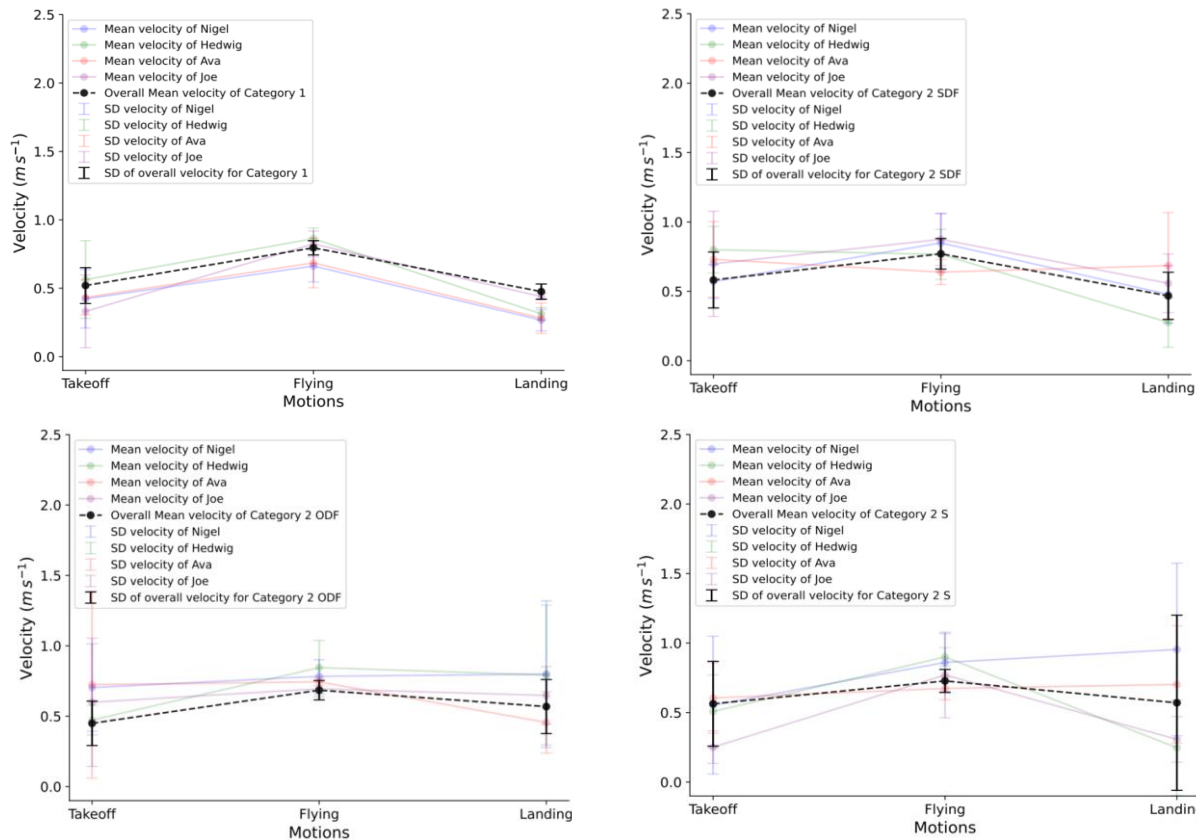 2.5
2.0
1.5
1.0
0.5
0.0
Velocity (m s⁻¹)
Mean velocity of Nigel
Mean velocity of Hedwig
Mean velocity of Ava
Mean velocity of Joe
Overall Mean velocity of Category 1
SD velocity of Nigel
SD velocity of Hedwig
SD velocity of Ava
SD velocity of Joe
SD of overall velocity for Category 1
Takeoff
Flying
Landing
Motions
2.5
2.0
1.5
1.0
0.5
0.0
Velocity (m s⁻¹)
Mean velocity of Nigel
Mean velocity of Hedwig
Mean velocity of Ava
Mean velocity of Joe
Overall Mean velocity of Category 2 SDF
SD velocity of Nigel
SD velocity of Hedwig
SD velocity of Ava
SD velocity of Joe
SD of overall velocity for Category 2 SDF
Takeoff
Flying
Landing
Motions
2.5
2.0
1.5
1.0
0.5
0.0
Velocity (m s⁻¹)
Mean velocity of Nigel
Mean velocity of Hedwig
Mean velocity of Ava
Mean velocity of Joe
Overall Mean velocity of Category 2 ODF
SD velocity of Nigel
SD velocity of Hedwig
SD velocity of Ava
SD velocity of Joe
SD of overall velocity for Category 2 ODF
Takeoff
Flying
Landing
Motions
2.5
2.0
1.5
1.0
0.5
0.0
Velocity (m s⁻¹)
Mean velocity of Nigel
Mean velocity of Hedwig
Mean velocity of Ava
Mean velocity of Joe
Overall Mean velocity of Category 2 S
SD velocity of Nigel
SD velocity of Hedwig
SD velocity of Ava
SD velocity of Joe
SD of overall velocity for Category 2 S
Takeoff
Flying
Landing
Motions